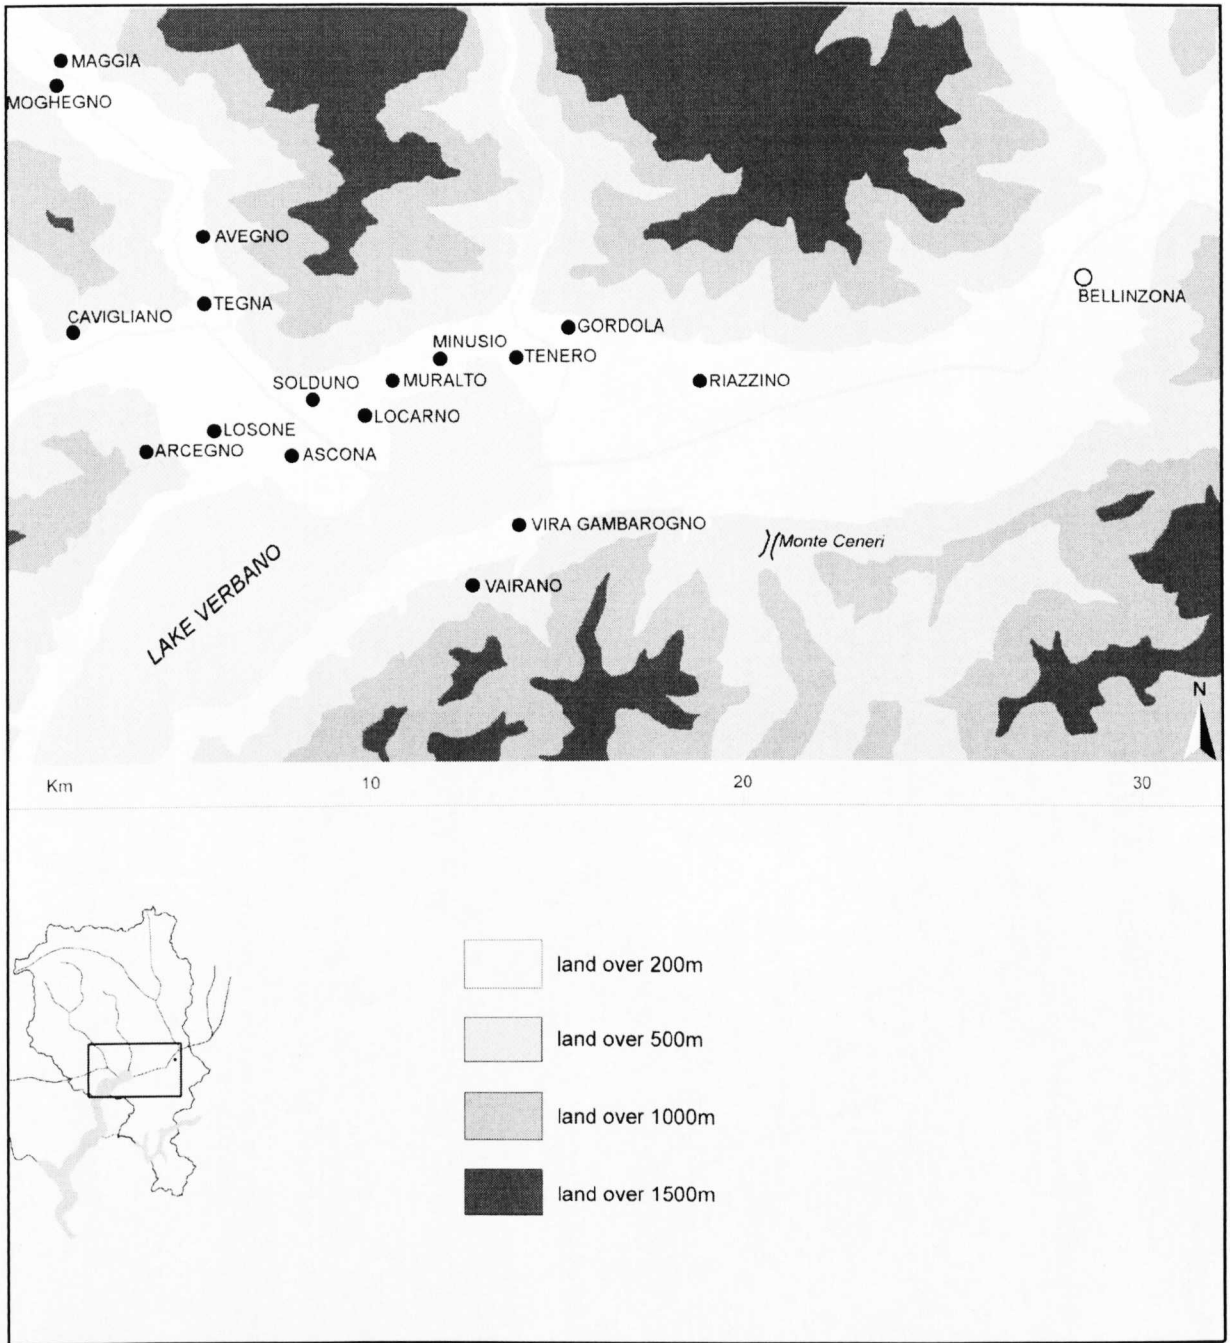 MAGGIA
MOGHEGNO
AVEGNO
TEGNA
CAVIGLIANO
BELLINZONA
GORDOLA
MINUSIO
TENERO
SOLDUNO
MURALTO
RIAZZINO
LOCARNO
LOSONE
ARCEGNO
ASCONA
VIRA GAMBAROGNO
Monte Ceneri
VAIRANO
LAKE VERBANO
N
Km 10 20 30
land over 200m
land over 500m
land over 1000m
land over 1500m